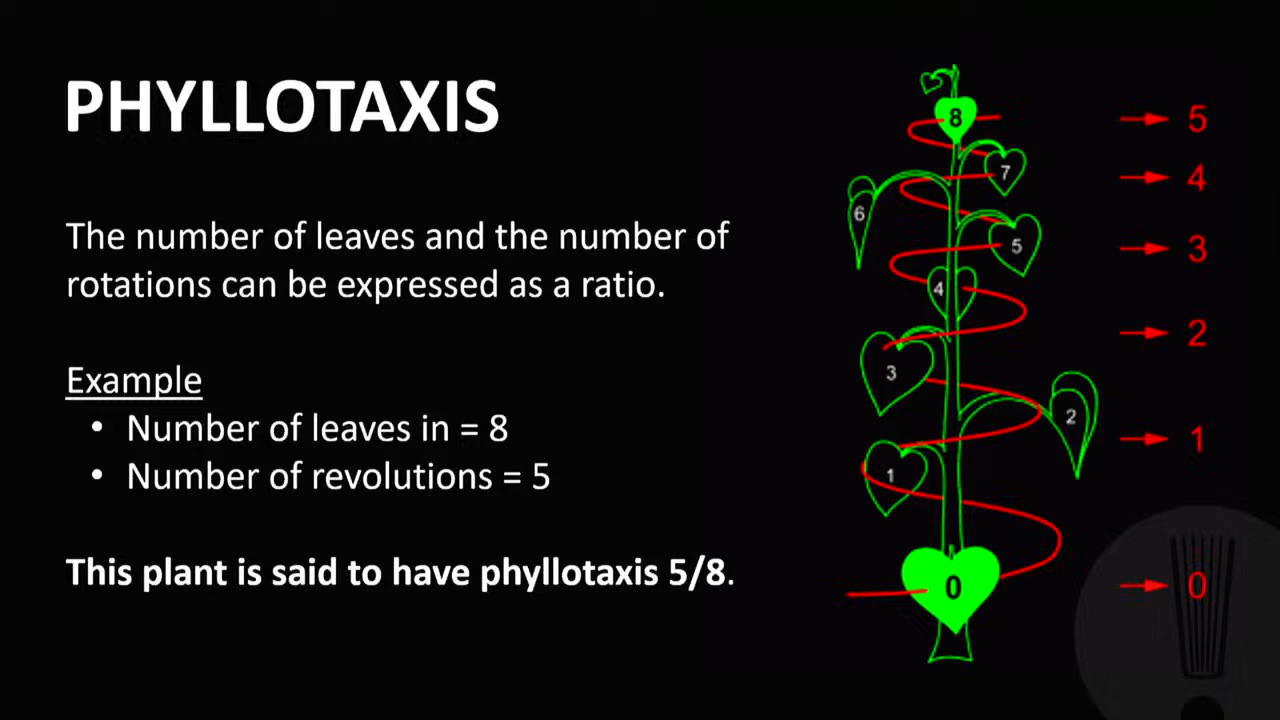 PHYLLOTAXIS
The number of leaves and the number of
rotations can be expressed as a ratio.
Example
• Number of leaves in = 8
• Number of revolutions = 5
This plant is said to have phyllotaxis 5/8.
8
7
6
5
4
3
2
1
0
5
4
3
2
1
0